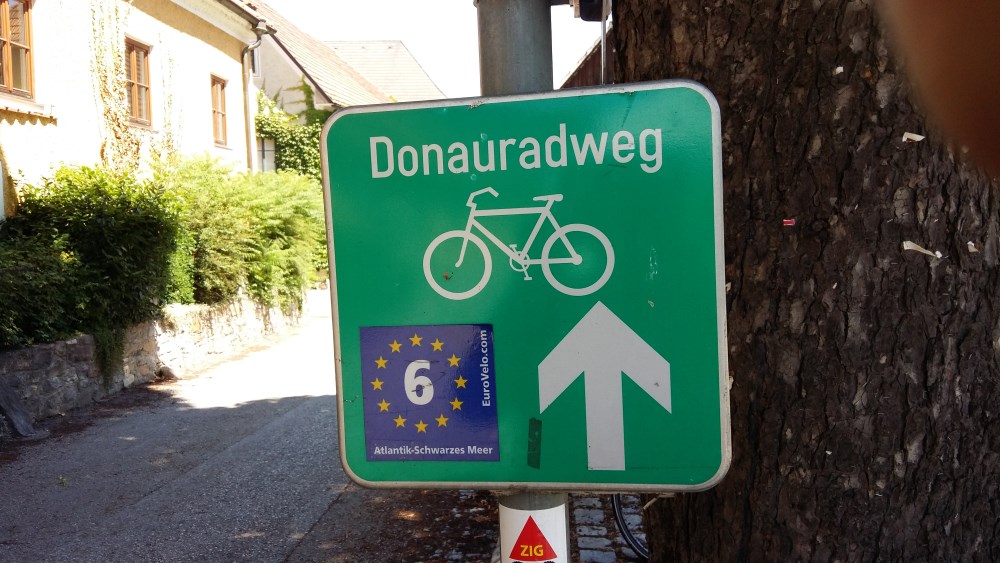 Donauradweg
6
EuroVelo.com
Atlantik-Schwarzes Meer
ZIG